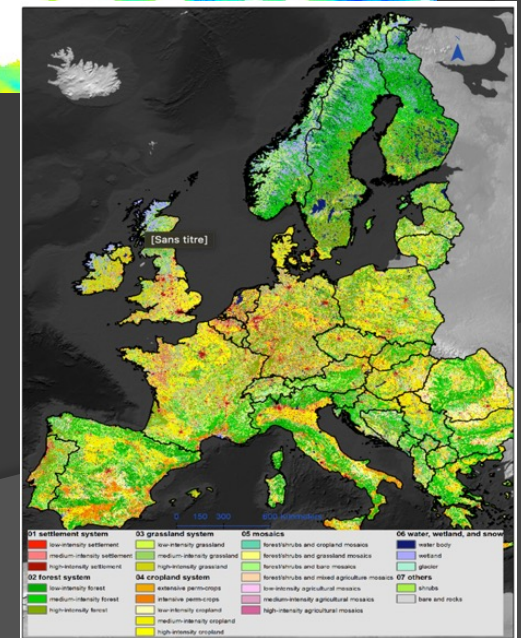 [Sans titre]
0 150 300 600 Kilometers
01 settlement system
low-intensity settlement
medium-intensity settlement
high-intensity settlement
02 forest system
low-intensity forest
medium-intensity forest
high-intensity forest
03 grassland system
low-intensity grassland
medium-intensity grassland
high-intensity grassland
04 cropland system
extensive perm-crops
intensive perm-crops
low-intensity cropland
medium-intensity cropland
high-intensity cropland
05 mosaics
forest/shrubs and cropland mosaics
forest/shrubs and grassland mosaics
forest/shrubs and bare mosaics
forest/shrubs and mixed agriculture mosaics
low-intensity agricultural mosaics
medium-intensity agricultural mosaics
high-intensity agricultural mosaics
06 water, wetland, and snow
water body
wetland
glacier
07 others
shrubs
bare and rocks